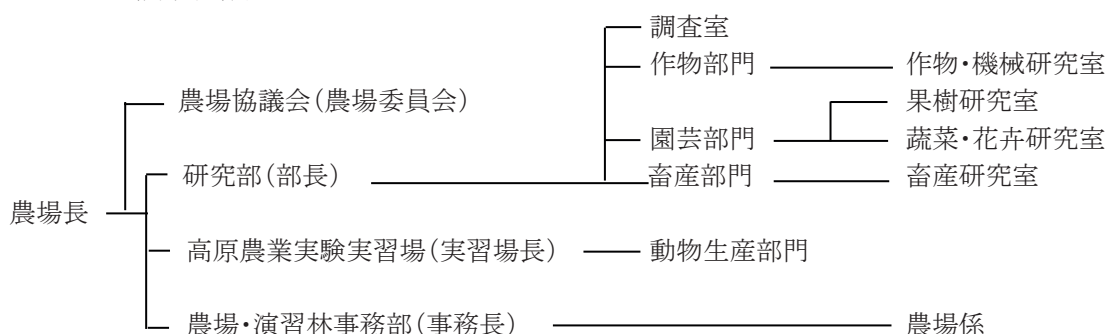 調査室
作物部門 作物・機械研究室
果樹研究室
農場協議会(農場委員会)
園芸部門 蔬菜・花卉研究室
研究部(部長) 畜産部門 畜産研究室
農場長
高原農業実験実習場(実習場長) 動物生産部門
農場・演習林事務部(事務長) 農場係